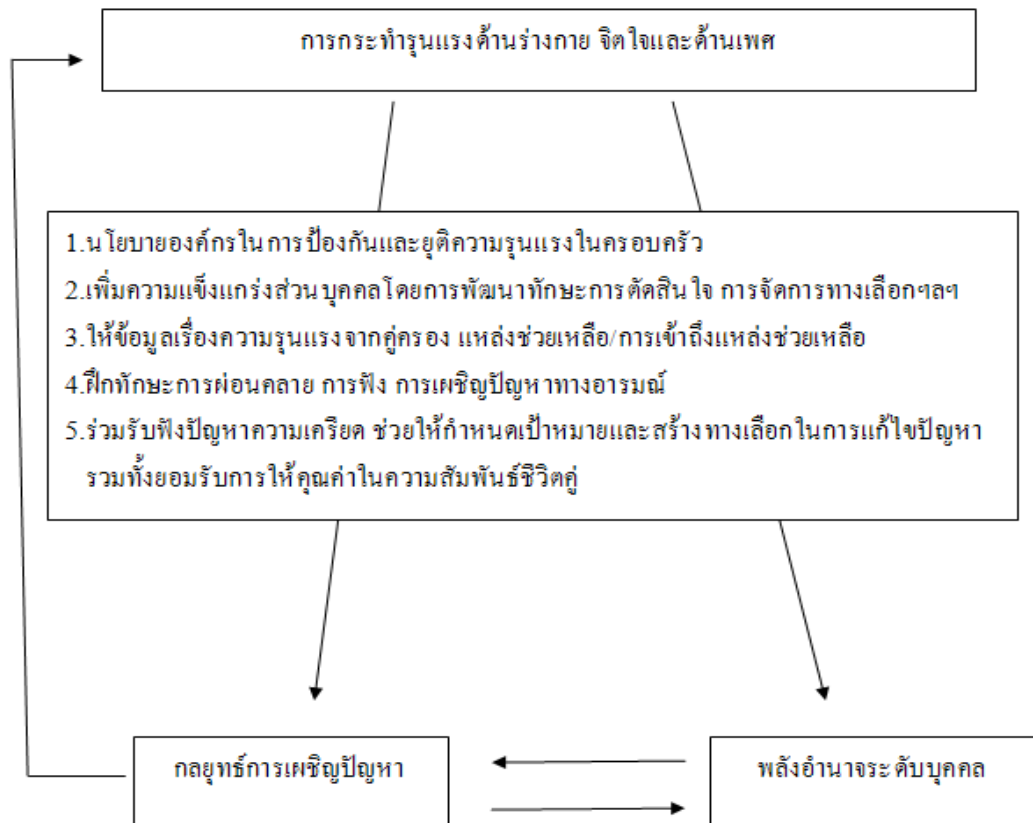 การกระทำรุนแรงด้านร่างกาย จิตใจและด้านเพศ
1.นโยบายองค์กรในการป้องกันและยุติความรุนแรงในครอบครัว
2.เพิ่มความแข็งแกร่งส่วนบุคคลโดยการพัฒนาทักษะการตัดสินใจ การจัดการทางเลือกฯลฯ
3.ให้ข้อมูลเรื่องความรุนแรงจากคู่ครอง แหล่งช่วยเหลือ/การเข้าถึงแหล่งช่วยเหลือ
4.ฝึกทักษะการผ่อนคลาย การฟัง การเผชิญปัญหาทางอารมณ์
5.ร่วมรับฟังปัญหาความเครียด ช่วยให้กำหนดเป้าหมายและสร้างทางเลือกในการแก้ไขปัญหา
รวมทั้งยอมรับการให้คุณค่าในความสัมพันธ์ชีวิตคู่
กลยุทธ์การเผชิญปัญหา
พลังอำนาจระดับบุคคล